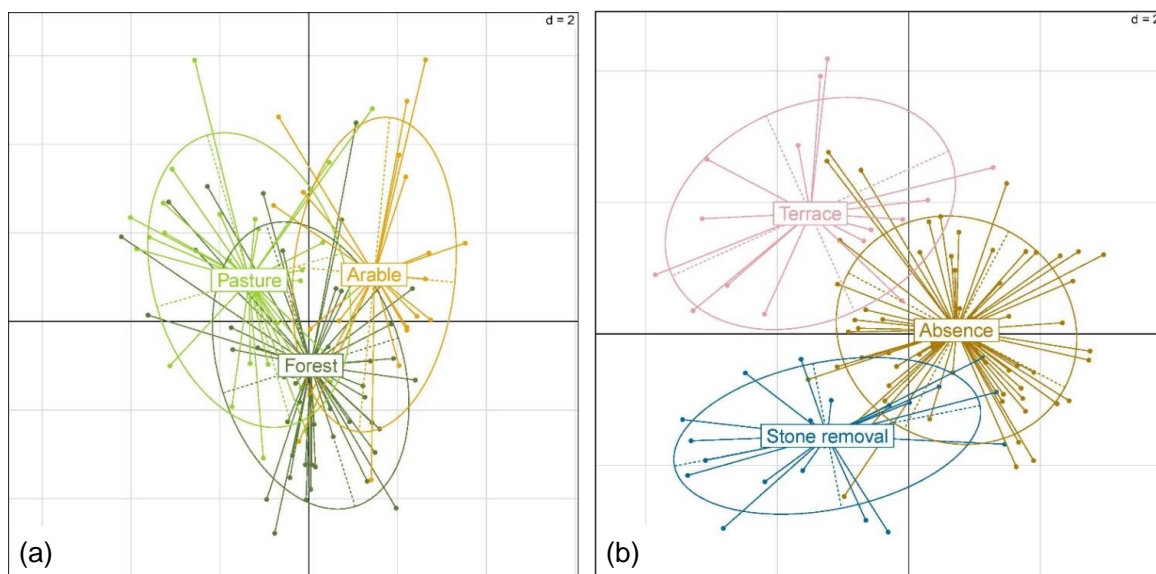 d = 2
Pasture
Arable
Forest
(a)
d = 2
Terrace
Absence
Stone removal
(b)